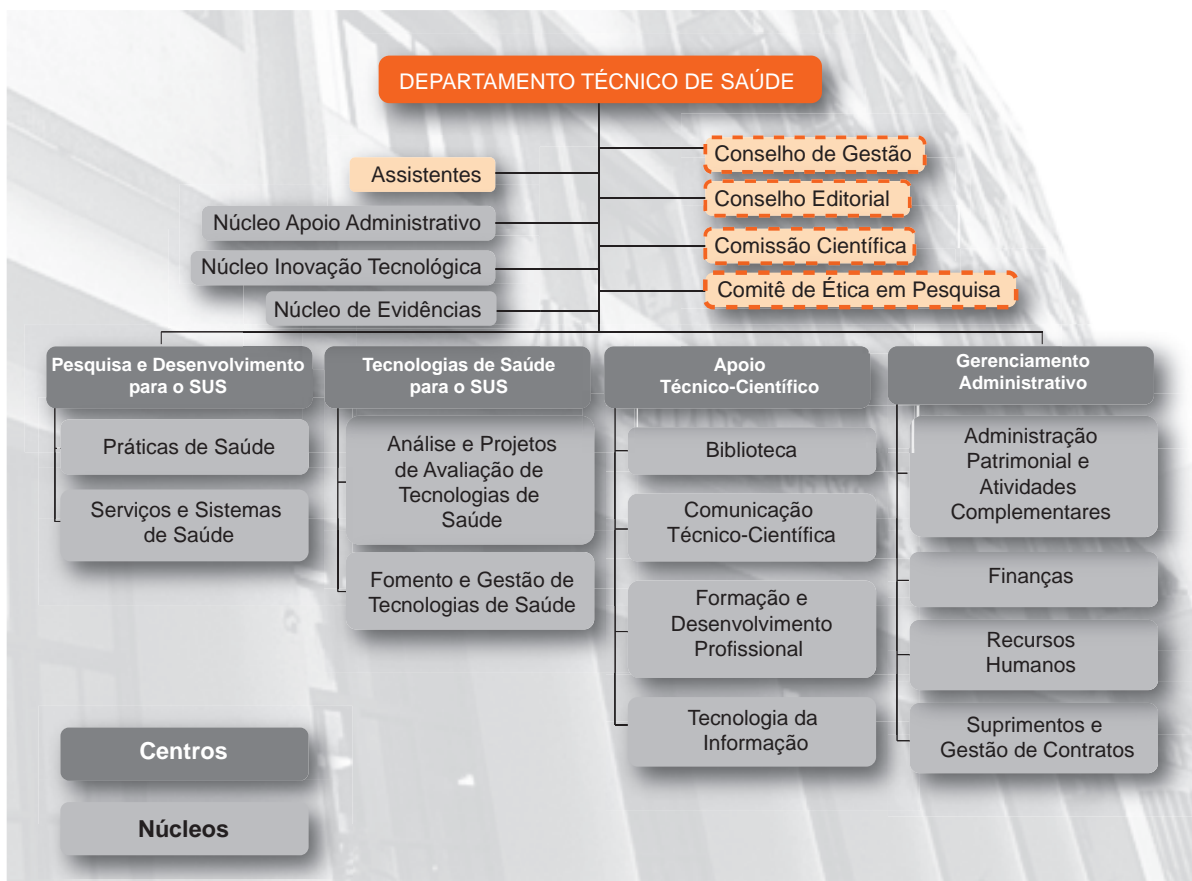 DEPARTAMENTO TÉCNICO DE SAÚDE
Assistentes
Núcleo Apoio Administrativo
Núcleo Inovação Tecnológica
Núcleo de Evidências
Conselho de Gestão
Conselho Editorial
Comissão Científica
Comitê de Ética em Pesquisa
Pesquisa e Desenvolvimento
para o SUS
Práticas de Saúde
Serviços e Sistemas
de Saúde
Tecnologias de Saúde
para o SUS
Análise e Projetos
de Avaliação de
Tecnologias de
Saúde
Fomento e Gestão de
Tecnologias de Saúde
Apoio
Técnico-Científico
Biblioteca
Comunicação
Técnico-Científica
Formação e
Desenvolvimento
Profissional
Tecnologia da
Informação
Gerenciamento
Administrativo
Administração
Patrimonial e
Atividades
Complementares
Finanças
Recursos
Humanos
Suprimentos e
Gestão de Contratos
Centros
Núcleos